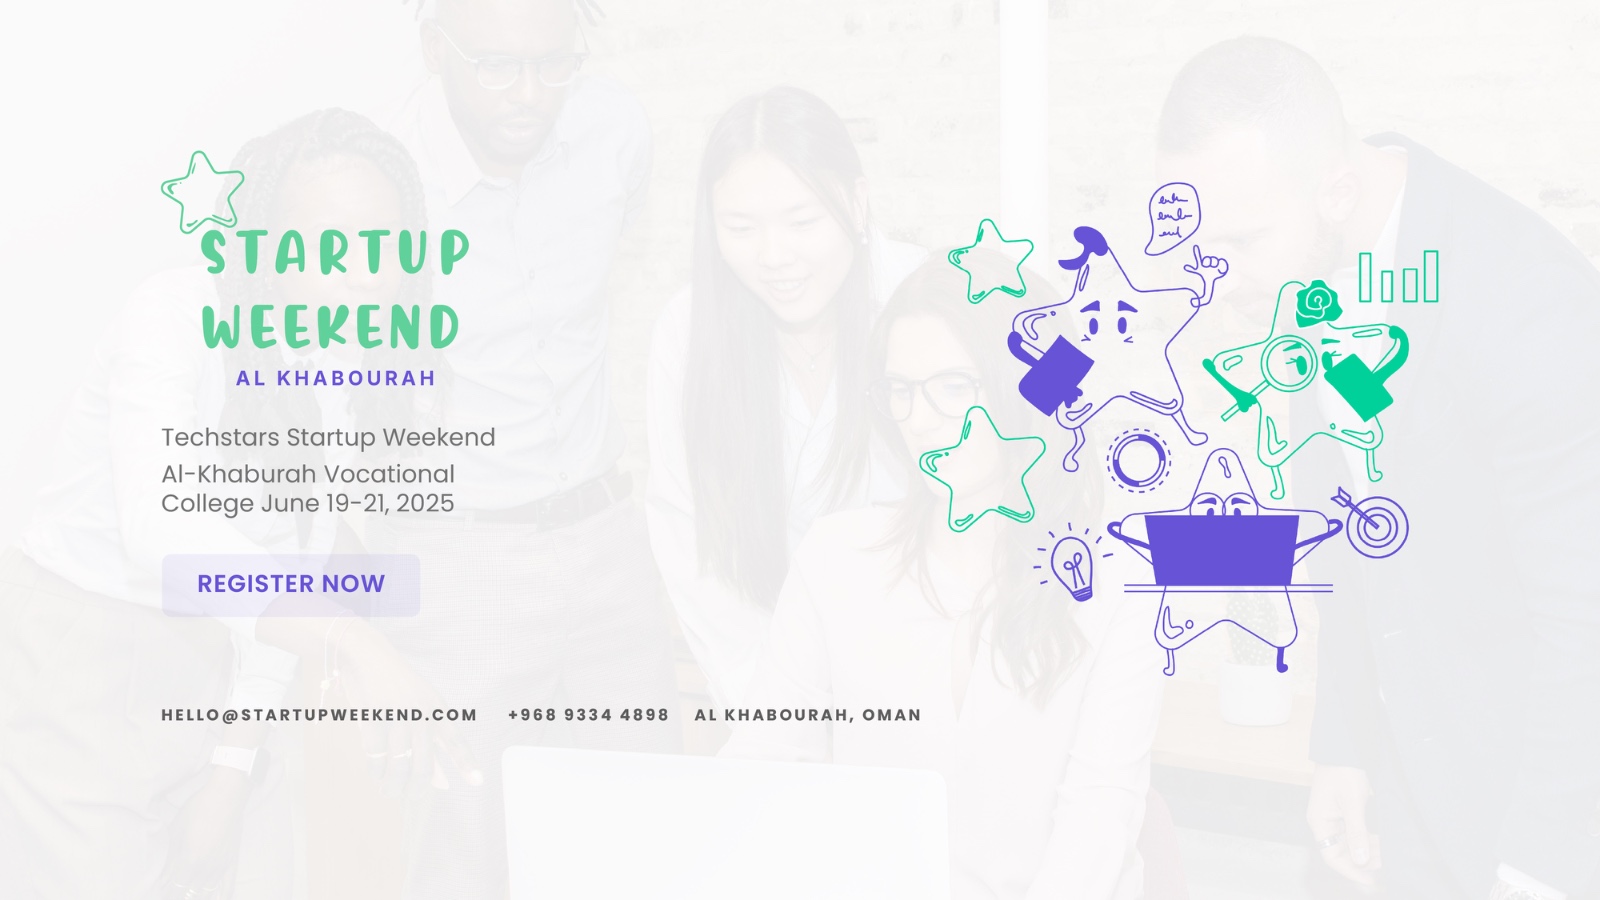 STARTUP
WEEKEND
AL KHABOURAH
Techstars Startup Weekend
Al-Khaburah Vocational
College June 19-21, 2025
REGISTER NOW
HELLO@STARTUPWEEKEND.COM +968 9334 4898 AL KHABOURAH, OMAN